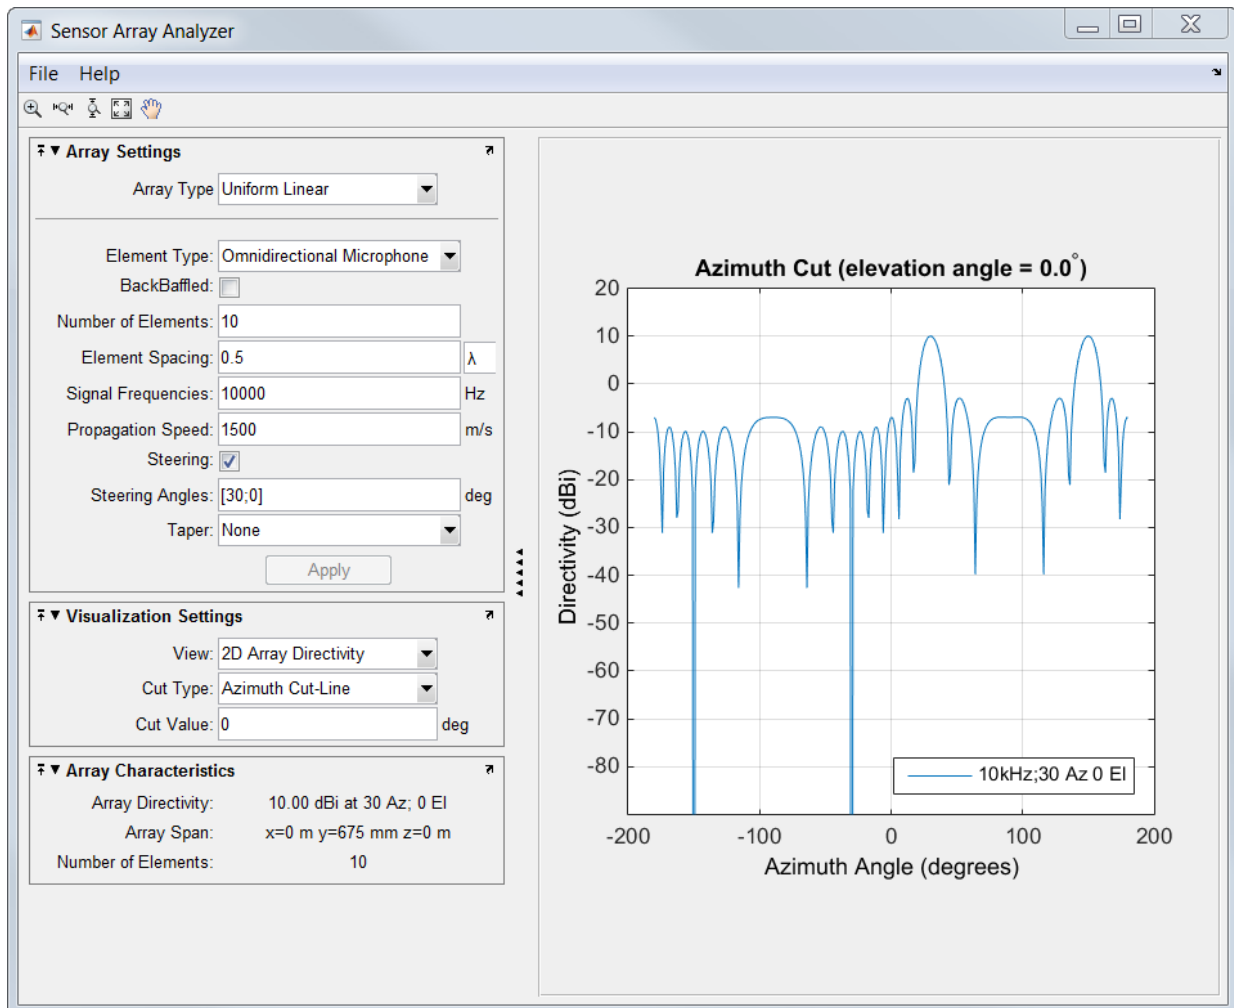 Sensor Array Analyzer
File Help
Array Settings
Array Type Uniform Linear
Element Type: Omnidirectional Microphone
BackBaffled:
Number of Elements: 10
Element Spacing: 0.5 λ
Signal Frequencies: 10000 Hz
Propagation Speed: 1500 m/s
Steering:
Steering Angles: [30;0] deg
Taper: None
Apply
Visualization Settings
View: 2D Array Directivity
Cut Type: Azimuth Cut-Line
Cut Value: 0 deg
Array Characteristics
Array Directivity: 10.00 dBi at 30 Az; 0 El
Array Span: x=0 m y=675 mm z=0 m
Number of Elements: 10
Azimuth Cut (elevation angle = 0.0°)
20
10
0
-10
-20
-30
-40
-50
-60
-70
-80
Directivity (dBi)
10kHz;30 Az 0 El
-200 -100 0 100 200
Azimuth Angle (degrees)